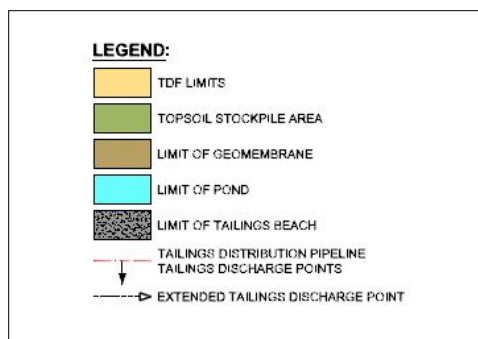 LEGEND:
TDF LIMITS
TOPSOIL STOCKPILE AREA
LIMIT OF GEOMEMBRANE
LIMIT OF POND
LIMIT OF TAILINGS BEACH
TAILINGS DISTRIBUTION PIPELINE
TAILINGS DISCHARGE POINTS
EXTENDED TAILINGS DISCHARGE POINT